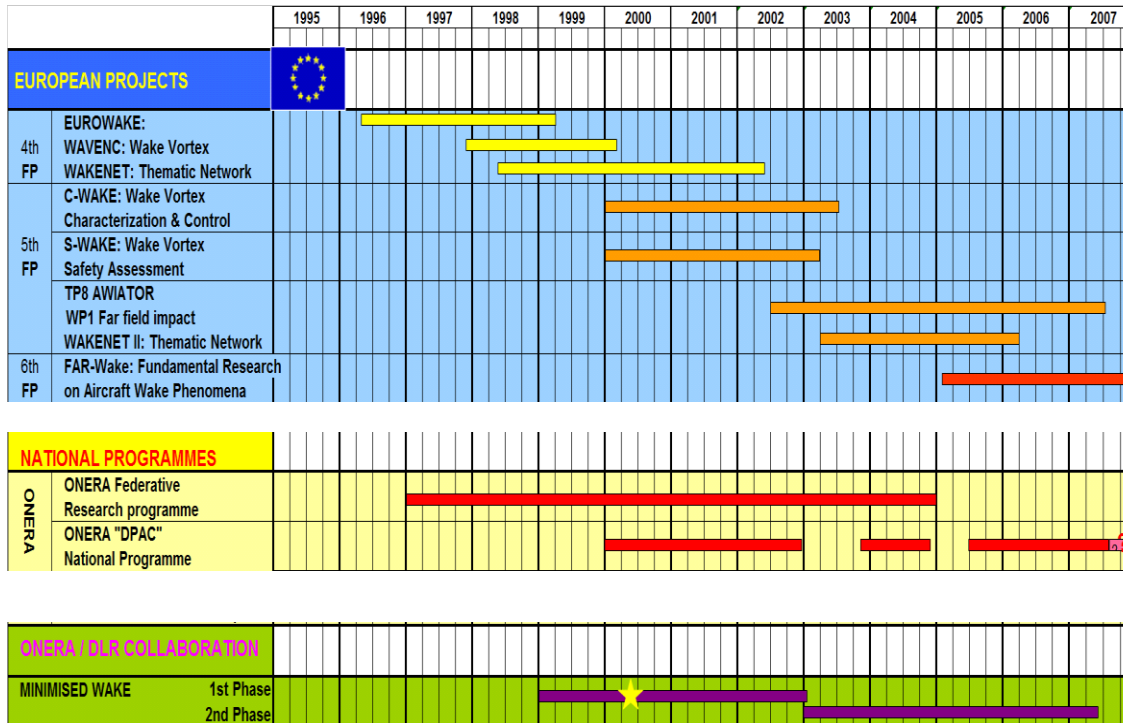 1995 1996 1997 1998 1999 2000 2001 2002 2003 2004 2005 2006 2007
EUROPEAN PROJECTS
4th
FP
EUROWAKE:
WAVENC: Wake Vortex
WAKENET: Thematic Network
5th
FP
C-WAKE: Wake Vortex
Characterization & Control
S-WAKE: Wake Vortex
Safety Assessment
TP8 AWIATOR
WP1 Far field impact
WAKENET II: Thematic Network
6th
FP
FAR-Wake: Fundamental Research
on Aircraft Wake Phenomena
NATIONAL PROGRAMMES
ONERA
ONERA Federative
Research programme
ONERA "DPAC"
National Programme
ONERA / DLR COLLABORATION
MINIMISED WAKE 1st Phase
2nd Phase